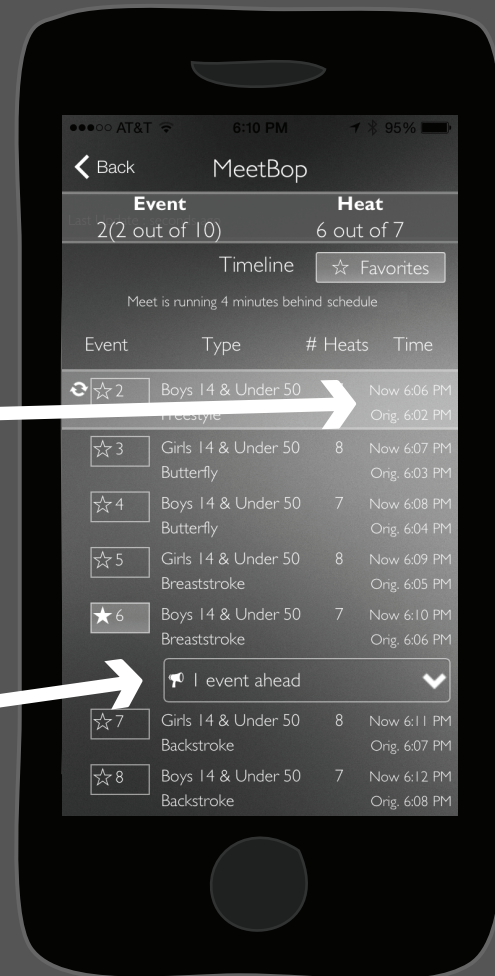 AT&T 6:10 PM 95%
Back MeetBop
Event Heat
2(2 out of 10) 6 out of 7
Timeline ☆ Favorites
Meet is running 4 minutes behind schedule
Event Type # Heats Time
☆ 2 Boys 14 & Under 50 Now 6:06 PM
Freestyle Orig. 6:02 PM
☆ 3 Girls 14 & Under 50 8 Now 6:07 PM
Butterfly Orig. 6:03 PM
☆ 4 Boys 14 & Under 50 7 Now 6:08 PM
Butterfly Orig. 6:04 PM
☆ 5 Girls 14 & Under 50 8 Now 6:09 PM
Breaststroke Orig. 6:05 PM
★ 6 Boys 14 & Under 50 7 Now 6:10 PM
Breaststroke Orig. 6:06 PM
1 event ahead
☆ 7 Girls 14 & Under 50 8 Now 6:11 PM
Backstroke Orig. 6:07 PM
☆ 8 Boys 14 & Under 50 7 Now 6:12 PM
Backstroke Orig. 6:08 PM